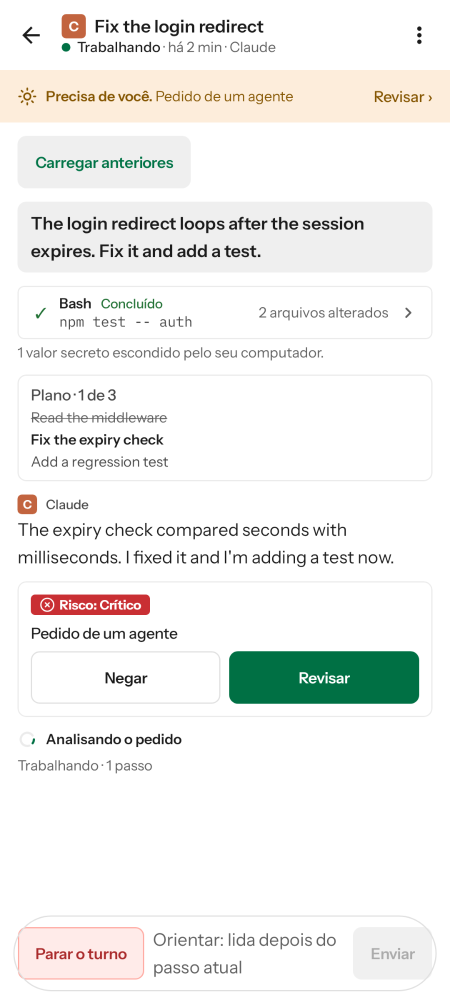 C Fix the login redirect
Trabalhando · há 2 min · Claude
Precisa de você. Pedido de um agente Revisar ›
Carregar anteriores
The login redirect loops after the session
expires. Fix it and add a test.
✓ Bash Concluído
npm test -- auth
2 arquivos alterados
1 valor secreto escondido pelo seu computador.
Plano · 1 de 3
Read the middleware
Fix the expiry check
Add a regression test
C Claude
The expiry check compared seconds with
milliseconds. I fixed it and I'm adding a test now.
Risco: Crítico
Pedido de um agente
Negar Revisar
Analisando o pedido
Trabalhando · 1 passo
Parar o turno
Orientar: lida depois do
passo atual
Enviar